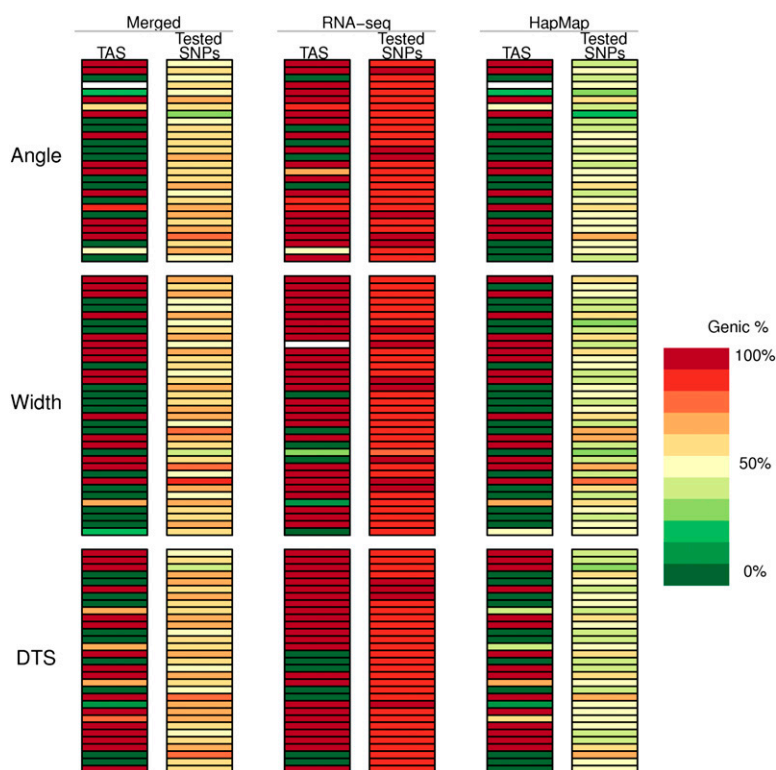 Merged RNA-seq HapMap
TAS Tested SNPs TAS Tested SNPs TAS Tested SNPs
Angle
Width
DTS
Genic %
100%
50%
0%